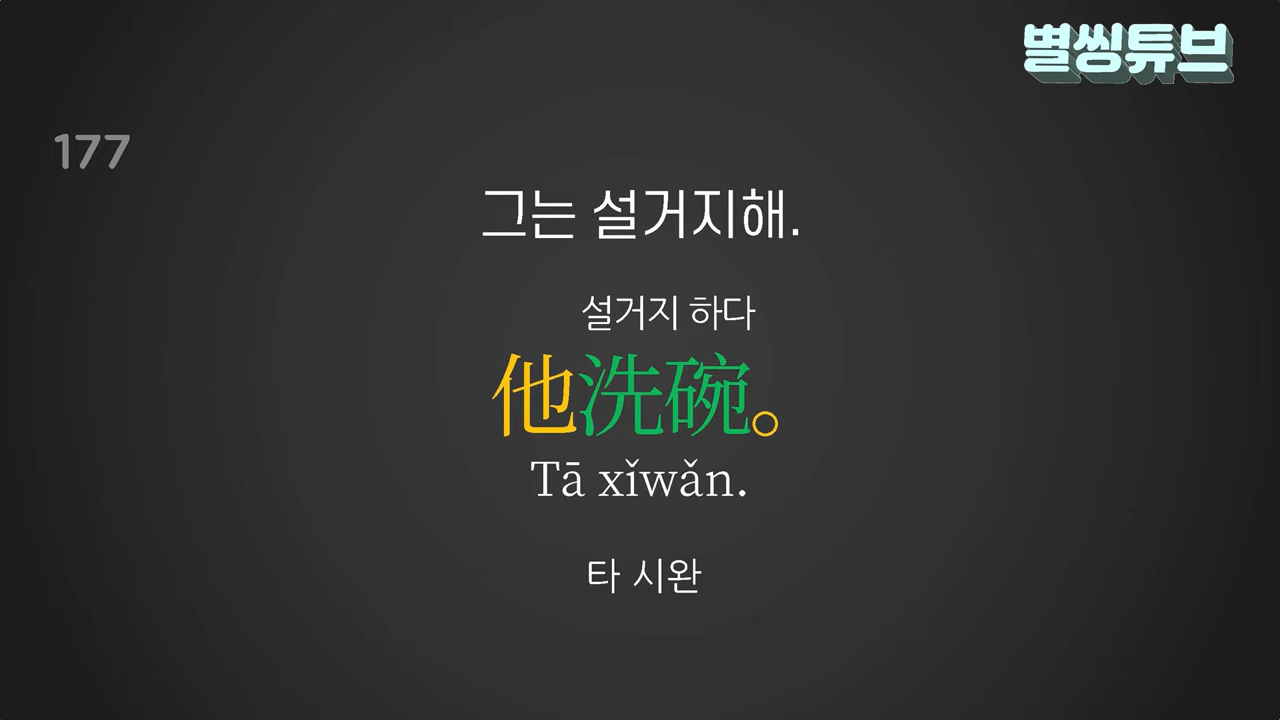 별씽튜브
177
그는 설거지해.
설거지 하다
他洗碗。
Tā xǐwǎn.
타 시완